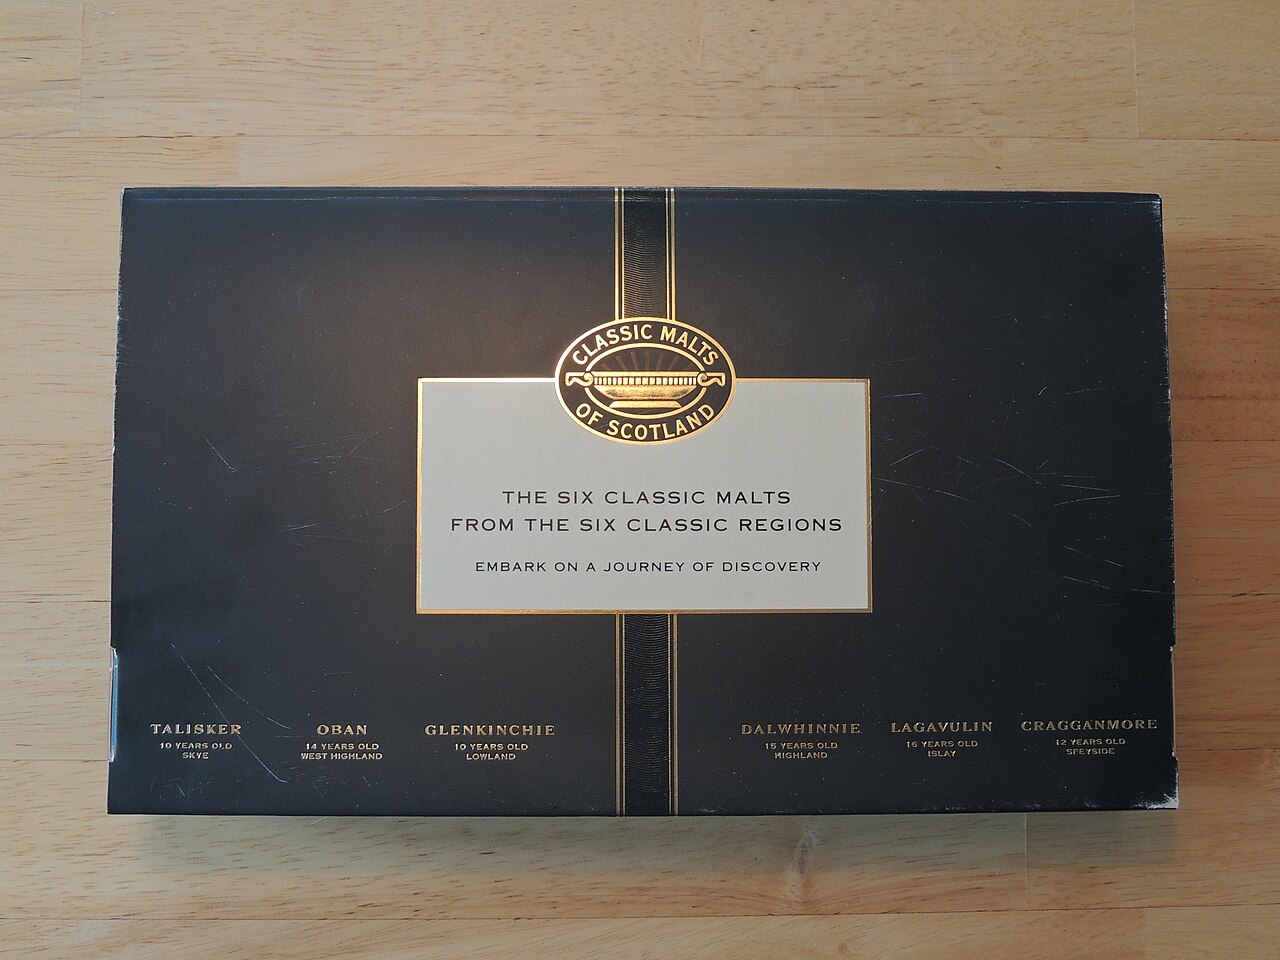 CLASSIC MALTS
OF SCOTLAND
THE SIX CLASSIC MALTS
FROM THE SIX CLASSIC REGIONS
EMBARK ON A JOURNEY OF DISCOVERY
TALISKER
10 YEARS OLD
SKYE
OBAN
14 YEARS OLD
WEST HIGHLAND
GLENKINCHIE
10 YEARS OLD
LOWLAND
DALWHINNIE
15 YEARS OLD
HIGHLAND
LAGAVULIN
16 YEARS OLD
ISLAY
CRAGGANMORE
12 YEARS OLD
SPEYSIDE